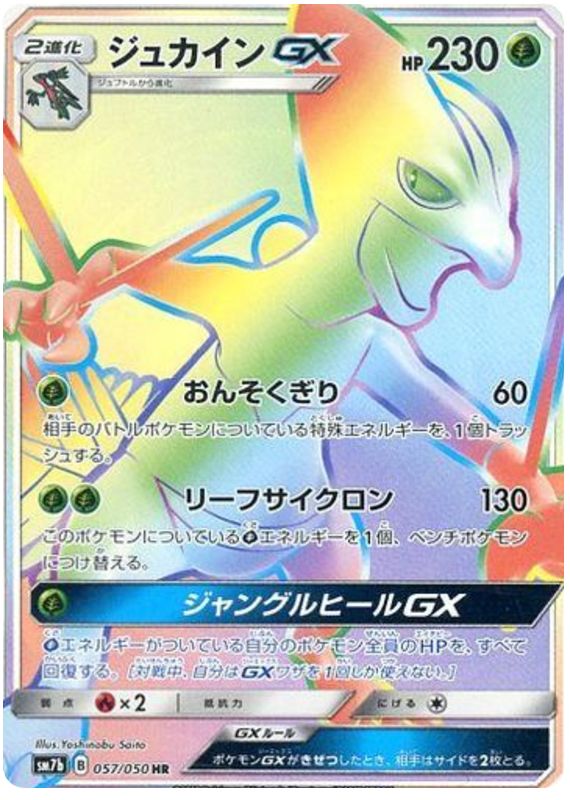 2進化 ジュカインGX HP230
ジュプトルから進化
おんそくぎり 60
相手のバトルポケモンについている特殊エネルギーを、1個トラッ
シュする。
リーフサイクロン 130
このポケモンについているエネルギーを1個、ベンチポケモン
につけ替える。
ジャングルヒールGX
エネルギーがついている自分のポケモン全員のHPを、すべて
回復する。[対戦中、自分はGXワザを1回しか使えない。]
弱点 ×2 抵抗力 にげる
Illus. Yoshinobu Saito
GXルール
sm7b B 057/050 HR
ポケモンGXがきぜつしたとき、相手はサイドを2枚とる。